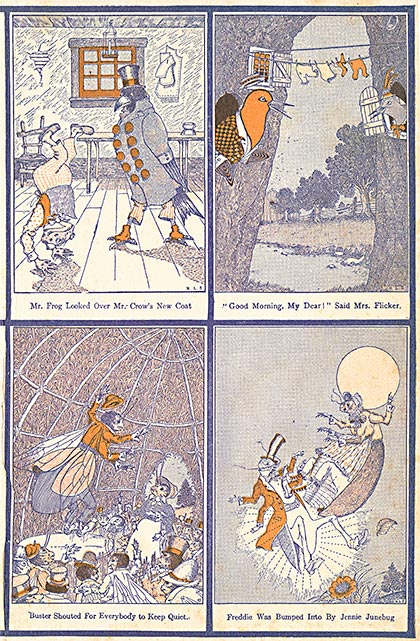 Mr. Frog Looked Over Mr. Crow's New Coat
"Good Morning, My Dear!" Said Mrs. Flicker.
Buster Shouted For Everybody to Keep Quiet.
Freddie Was Bumped Into By Jennie Junebug